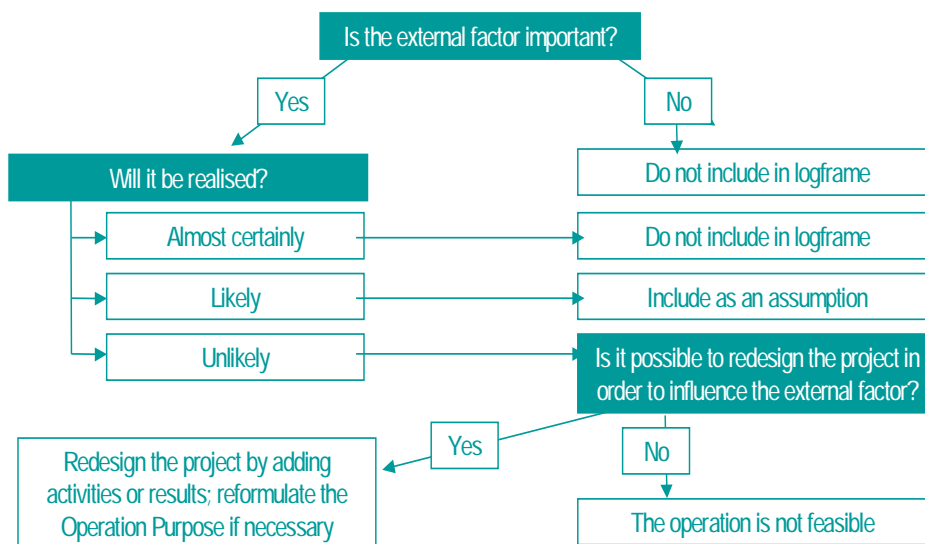 Is the external factor important?
Yes
No
Will it be realised?
Do not include in logframe
Almost certainly
Do not include in logframe
Likely
Include as an assumption
Unlikely
Is it possible to redesign the project in
order to influence the external factor?
Yes
No
Redesign the project by adding
activities or results; reformulate the
Operation Purpose if necessary
The operation is not feasible